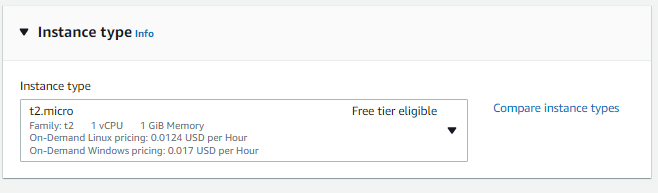 Instance type Info
Instance type
t2.micro Free tier eligible
Family: t2 1 vCPU 1 GiB Memory
On-Demand Linux pricing: 0.0124 USD per Hour
On-Demand Windows pricing: 0.017 USD per Hour
Compare instance types